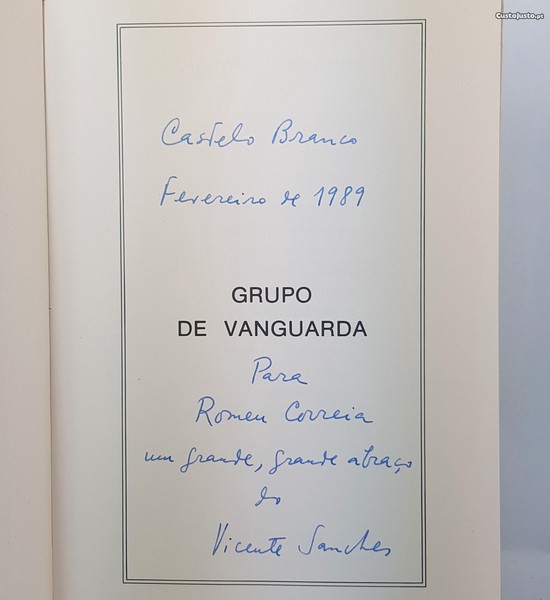 CustoJusto.pt
Castelo Branco
Fevereiro de 1989
GRUPO
DE VANGUARDA
Para
Romeu Correia
um grande, grande abraço
do
Vicente Sanches